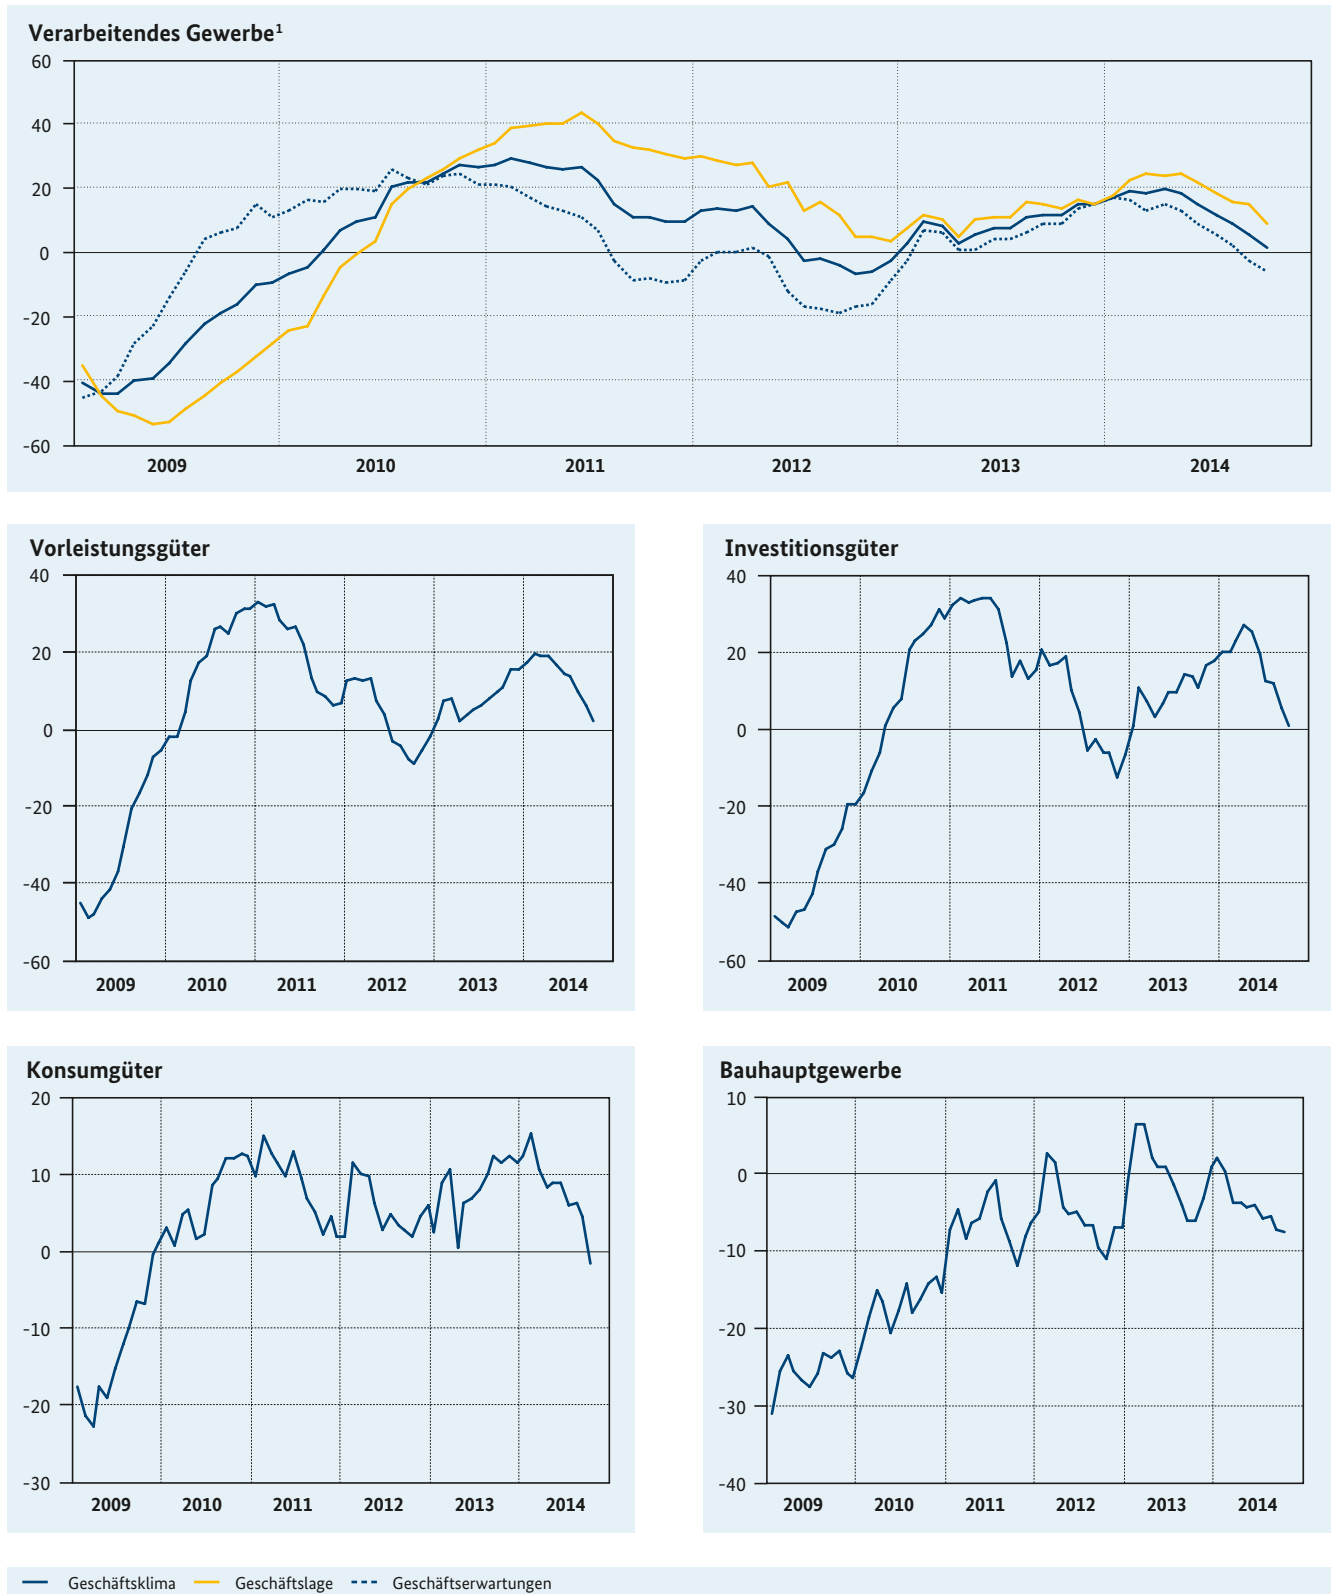 Verarbeitendes Gewerbe¹
60
40
20
0
-20
-40
-60
2009 2010 2011 2012 2013 2014
Vorleistungsgüter
40
20
0
-20
-40
-60
2009 2010 2011 2012 2013 2014
Investitionsgüter
40
20
0
-20
-40
-60
2009 2010 2011 2012 2013 2014
Konsumgüter
20
10
0
-10
-20
-30
2009 2010 2011 2012 2013 2014
Bauhauptgewerbe
10
0
-10
-20
-30
-40
2009 2010 2011 2012 2013 2014
Geschäftsklima Geschäftslage Geschäftserwartungen